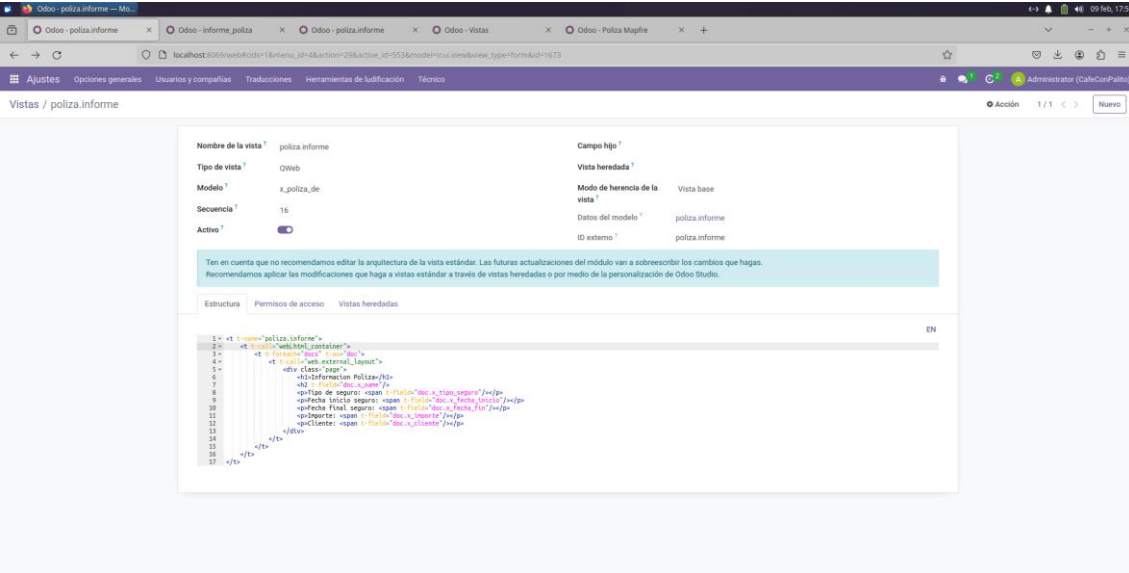 Odoo - poliza.informe — Mo...
09 feb, 17:5
Odoo - poliza.informe
Odoo - informe_poliza
Odoo - poliza.informe
Odoo - Vistas
Odoo - Poliza Mapfre
localhost:8069/web#cids=1&menu_id=4&action=29&active_id=553&model=ir.ui.view&view_type=form&id=1673
Ajustes Opciones generales Usuarios y compañías Traducciones Herramientas de ludificación Técnico
1 2 A Administrator (CafeConPalito)
Vistas / poliza.informe
Acción 1 / 1 < > Nuevo
Nombre de la vista ? poliza.informe
Tipo de vista ? QWeb
Modelo ? x_poliza_de
Secuencia ? 16
Activo ?
Campo hijo ?
Vista heredada ?
Modo de herencia de la vista ? Vista base
Datos del modelo ? poliza.informe
ID externo ? poliza.informe
Ten en cuenta que no recomendamos editar la arquitectura de la vista estándar. Las futuras actualizaciones del módulo van a sobreescribir los cambios que hagas.
Recomendamos aplicar las modificaciones que haga a vistas estándar a través de vistas heredadas o por medio de la personalización de Odoo Studio.
Estructura Permisos de acceso Vistas heredadas
EN
1 <t t-name="poliza.informe">
2 <t t-call="web.html_container">
3 <t t-foreach="docs" t-as="doc">
4 <t t-call="web.external_layout">
5 <div class="page">
6 <h1>Informacion Poliza</h1>
7 <h2 t-field="doc.x_name"/>
8 <p>Tipo de seguro: <span t-field="doc.x_tipo_seguro"/></p>
9 <p>Fecha inicio seguro: <span t-field="doc.x_fecha_inicio"/></p>
10 <p>Fecha final seguro: <span t-field="doc.x_fecha_fin"/></p>
11 <p>Importe: <span t-field="doc.x_importe"/></p>
12 <p>Cliente: <span t-field="doc.x_cliente"/></p>
13 </div>
14 </t>
15 </t>
16 </t>
17 </t>